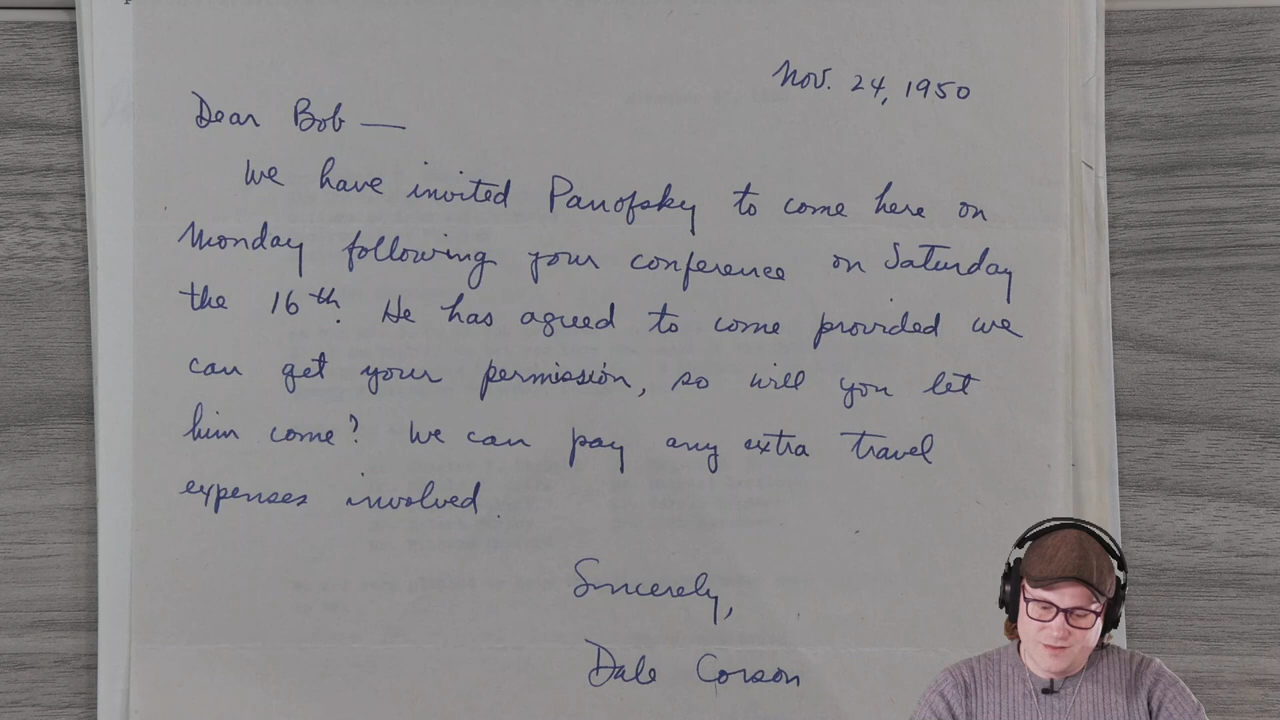 Nov. 24, 1950
Dear Bob —
We have invited Panofsky to come here on
Monday following your conference on Saturday
the 16th. He has agreed to come provided we
can get your permission, so will you let
him come? We can pay any extra travel
expenses involved.
Sincerely,
Dale Corson